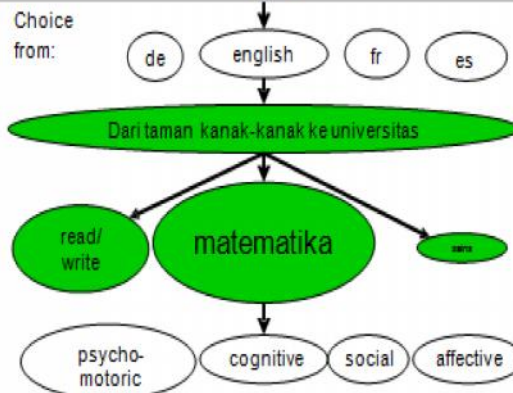 Choice
from:
de
english
fr
es
Dari taman kanak-kanak ke universitas
read/
write
matematika
psycho-
motoric
cognitive
social
affective